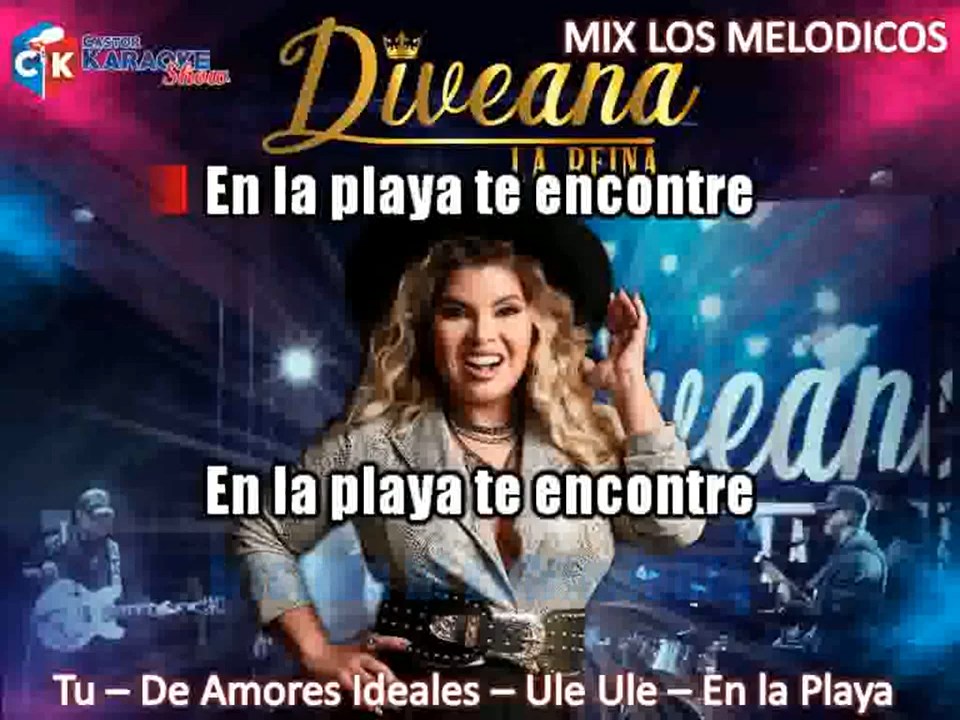 MIX LOS MELODICOS
CASTOR
KARAOKE
Show
CK
Diveana
LA REINA
En la playa te encontre
En la playa te encontre
Tu – De Amores Ideales – Ule Ule – En la Playa